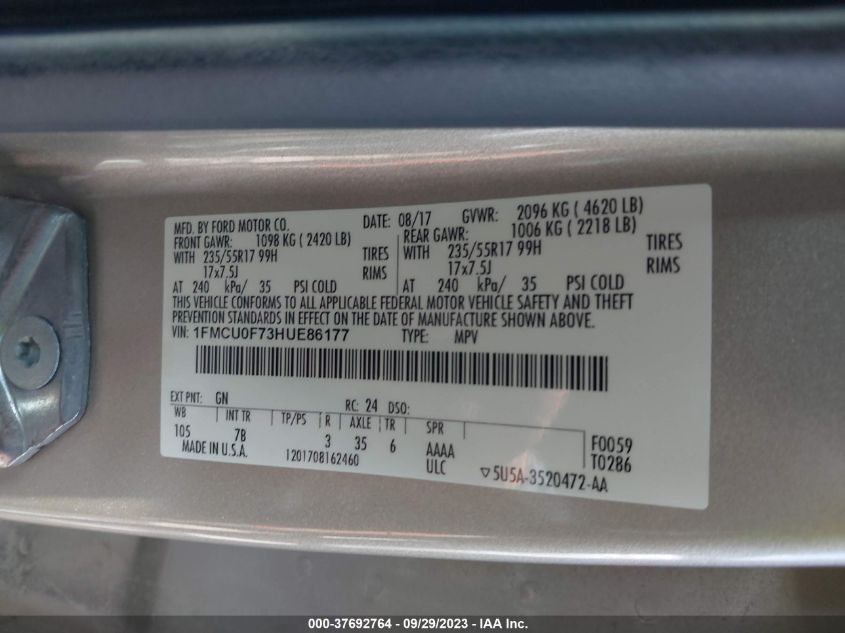 MFD. BY FORD MOTOR CO. DATE: 08/17 GVWR: 2096 KG ( 4620 LB)
FRONT GAWR: 1098 KG ( 2420 LB) REAR GAWR: 1006 KG ( 2218 LB)
WITH 235/55R17 99H TIRES WITH 235/55R17 99H TIRES
17x7.5J RIMS 17x7.5J RIMS
AT 240 kPa/ 35 PSI COLD AT 240 kPa/ 35 PSI COLD
THIS VEHICLE CONFORMS TO ALL APPLICABLE FEDERAL MOTOR VEHICLE SAFETY AND THEFT
PREVENTION STANDARDS IN EFFECT ON THE DATE OF MANUFACTURE SHOWN ABOVE.
VIN: 1FMCU0F73HUE86177 TYPE: MPV
EXT PNT: GN RC: 24 DSO:
WB INT TR TP/PS R AXLE TR SPR
105 7B 3 35 6 AAAA F0059
MADE IN U.S.A. 1201708162460 ULC T0286
▽5U5A-3520472-AA
000-37692764 - 09/29/2023 - IAA Inc.